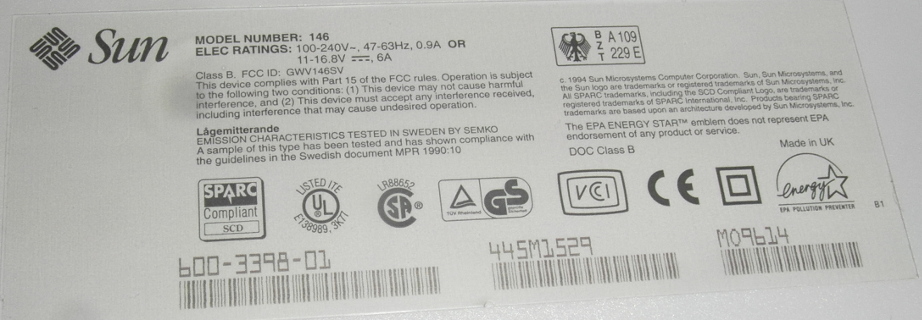 Sun
MODEL NUMBER: 146
ELEC RATINGS: 100-240V~, 47-63Hz, 0.9A OR
11-16.8V ⎓, 6A
Class B. FCC ID: GWV146SV
This device complies with Part 15 of the FCC rules. Operation is subject
to the following two conditions: (1) This device may not cause harmful
interference, and (2) This device must accept any interference received,
including interference that may cause undesired operation.
Lågemitterande
EMISSION CHARACTERISTICS TESTED IN SWEDEN BY SEMKO
A sample of this type has been tested and has shown compliance with
the guidelines in the Swedish document MPR 1990:10
B Z T
A 109
229 E
c. 1994 Sun Microsystems Computer Corporation. Sun, Sun Microsystems, and
the Sun logo are trademarks or registered trademarks of Sun Microsystems, Inc.
All SPARC trademarks, including the SCD Compliant Logo, are trademarks or
registered trademarks of SPARC International, Inc. Products bearing SPARC
trademarks are based upon an architecture developed by Sun Microsystems, Inc.
The EPA ENERGY STAR™ emblem does not represent EPA
endorsement of any product or service.
DOC Class B
Made in UK
SPARC
Compliant
SCD
LISTED ITE
UL
E138989, 3K77
LR88652
SA ®
TÜV Rheinland
GS
VCI
CE
energy
EPA POLLUTION PREVENTER
B1
600-3398-01
445M1529
M09614